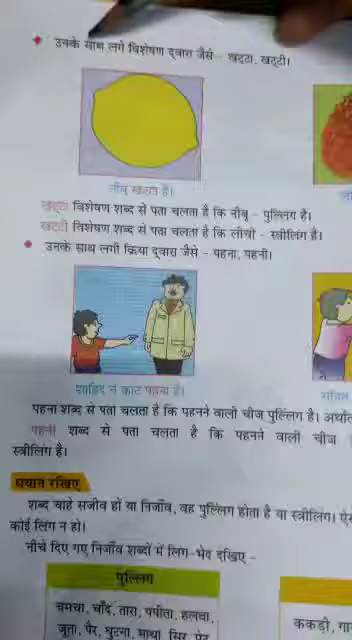 उनके साथ लगे विशेषण द्वारा जैसे - खट्टा, खट्टी।
नींबू खट्टा है।
खट्टा विशेषण शब्द से पता चलता है कि नींबू - पुल्लिंग है।
खट्टी विशेषण शब्द से पता चलता है कि लीची - स्त्रीलिंग है।
उनके साथ लगी क्रिया द्वारा जैसे - पहना, पहनी।
शाहिद ने कोट पहना है।
पहना शब्द से पता चलता है कि पहनने वाली चीज पुल्लिंग है। अर्थात
पहनी शब्द से पता चलता है कि पहनने वाली चीज
स्त्रीलिंग है।
ध्यान रखिए
शब्द चाहे सजीव हों या निर्जीव, वह पुल्लिंग होता है या स्त्रीलिंग।
कोई लिंग न हो।
नीचे दिए गए निर्जीव शब्दों में लिंग-भेद देखिए -
पुल्लिंग
चमचा, चाँद, तारा, पपीता, हलवा,
जूता, पैर, घुटना, माथा, सिर, पेट
ककड़ी,